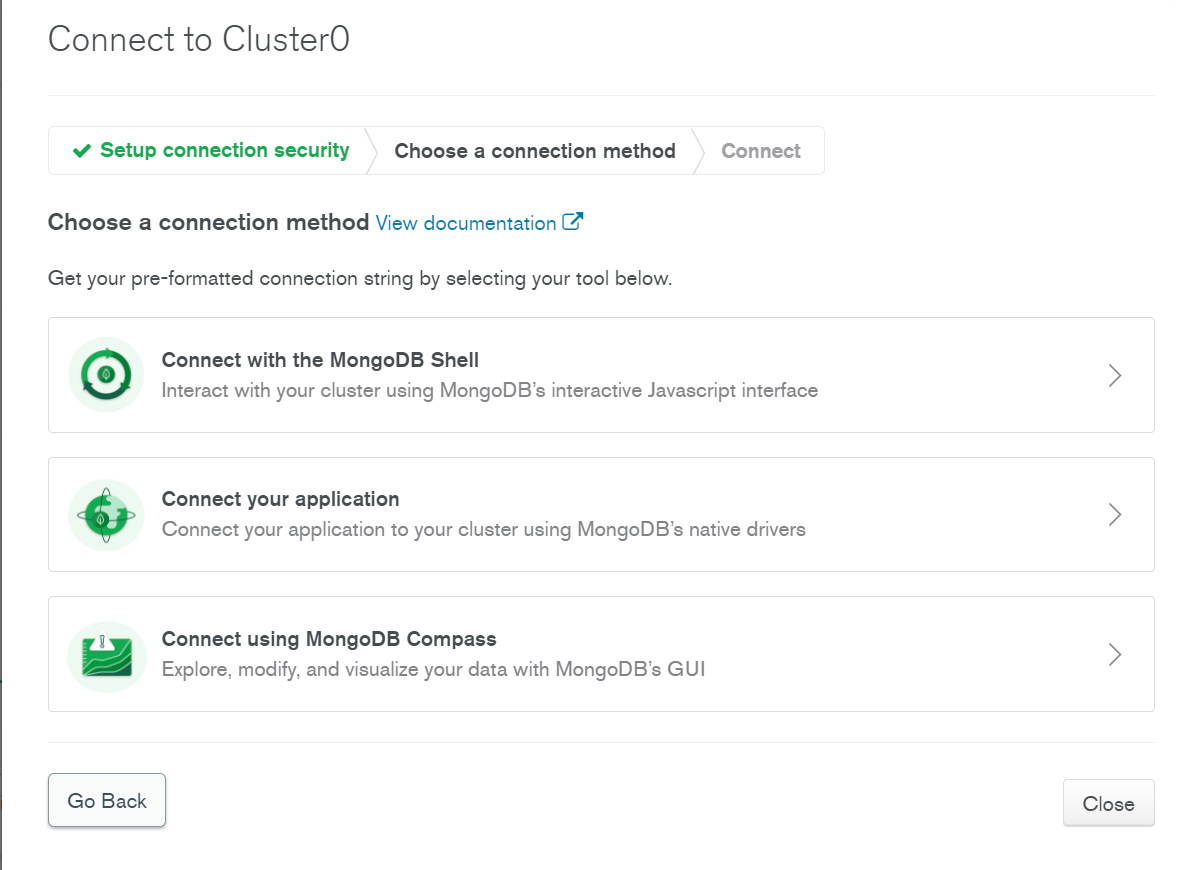 Connect to Cluster0
Setup connection security
Choose a connection method
Connect
Choose a connection method View documentation
Get your pre-formatted connection string by selecting your tool below.
Connect with the MongoDB Shell
Interact with your cluster using MongoDB’s interactive Javascript interface
Connect your application
Connect your application to your cluster using MongoDB’s native drivers
Connect using MongoDB Compass
Explore, modify, and visualize your data with MongoDB’s GUI
Go Back
Close